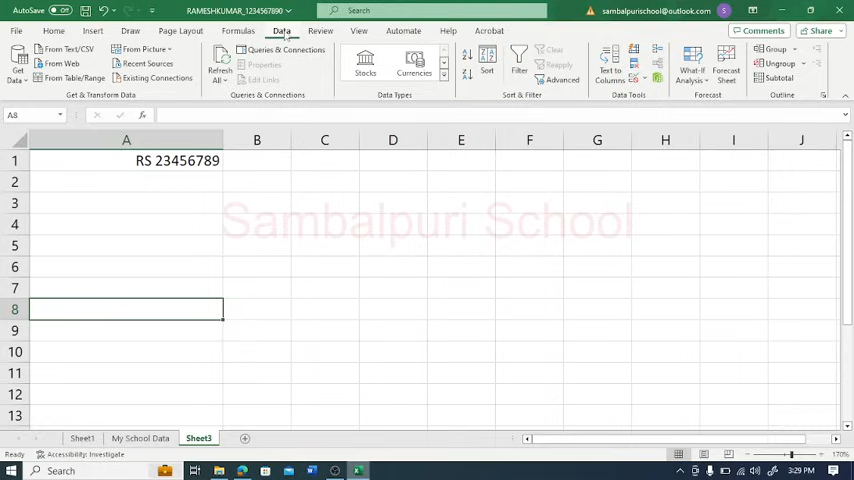 AutoSave Off RAMESHKUMAR_1234567890 Search sambalpurischool@outlook.com S
File Home Insert Draw Page Layout Formulas Data Review View Automate Help Acrobat Comments Share
Get Data From Text/CSV From Picture Refresh All Queries & Connections Stocks Currencies Sort Filter Clear Text to Columns What-If Analysis Forecast Sheet Group
From Web Recent Sources Properties Reapply Ungroup
From Table/Range Existing Connections Edit Links Advanced Subtotal
Get & Transform Data Queries & Connections Data Types Sort & Filter Data Tools Forecast Outline
A8 fx
A B C D E F G H I J
1 RS 23456789
2
3
Sambalpuri School
4
5
6
7
8
9
10
11
12
13
Sheet1 My School Data Sheet3
Ready Accessibility: Investigate 170%
Search 3:29 PM